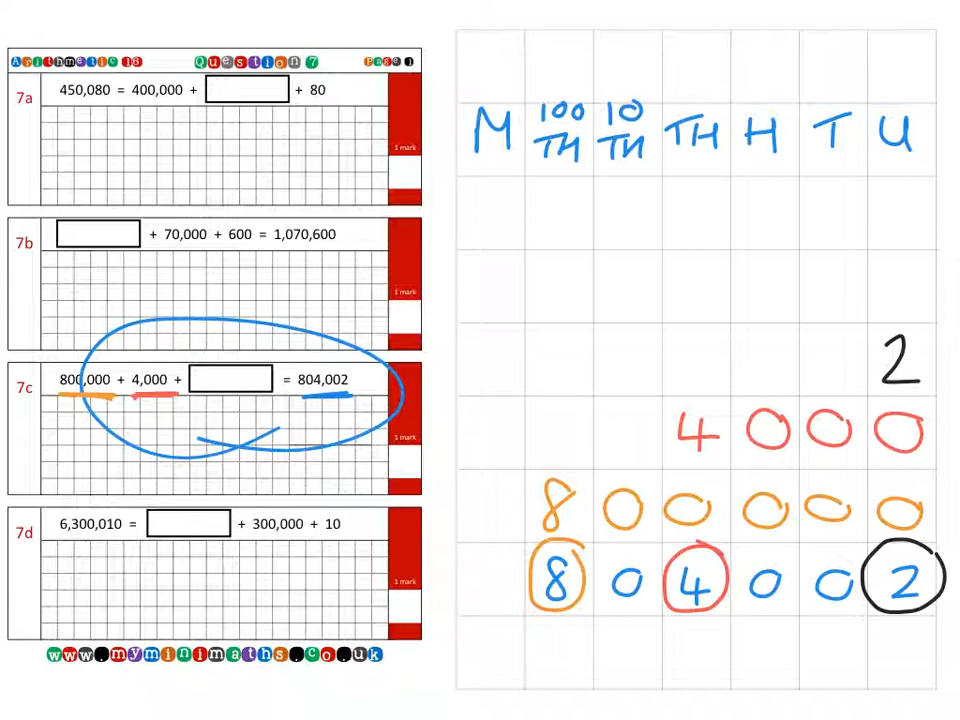 Arithmetic 16 Question 7 Page 1
7a 450,080 = 400,000 + + 80
1 mark
7b + 70,000 + 600 = 1,070,600
1 mark
7c 800,000 + 4,000 + = 804,002
1 mark
7d 6,300,010 = + 300,000 + 10
1 mark
www.myminimaths.co.uk
M 100 TH 10 TH TH H T U
2
4 0 0 0
8 0 0 0 0 0
8 0 4 0 0 2